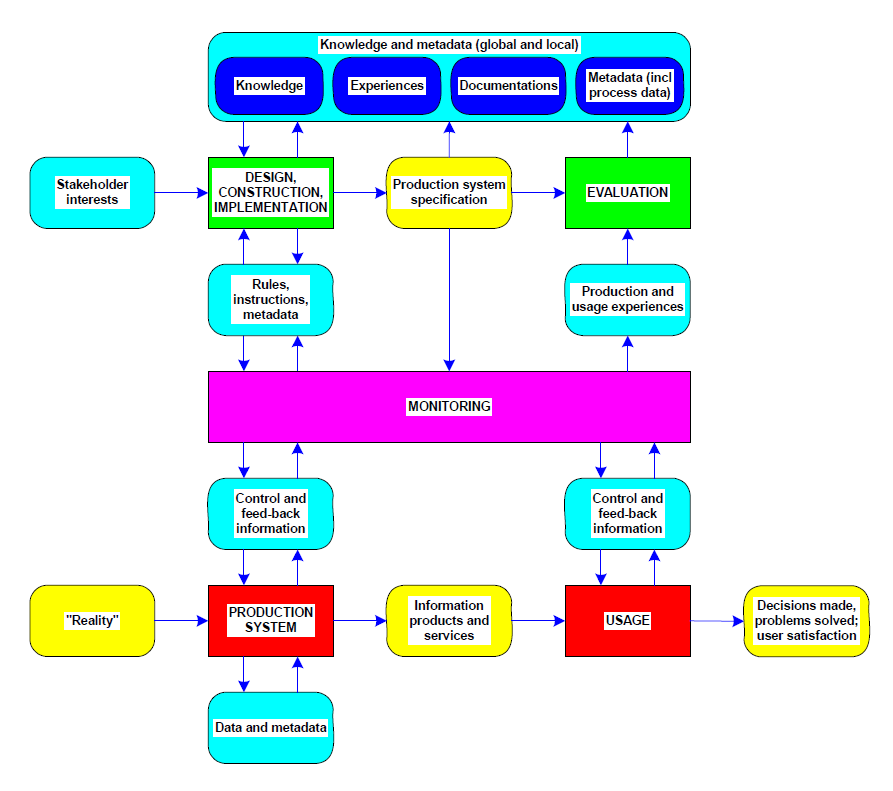 Knowledge and metadata (global and local)
Knowledge
Experiences
Documentations
Metadata (incl
process data)
Stakeholder
interests
DESIGN,
CONSTRUCTION,
IMPLEMENTATION
Production system
specification
EVALUATION
Rules,
instructions,
metadata
Production and
usage experiences
MONITORING
Control and
feed-back
information
Control and
feed-back
information
"Reality"
PRODUCTION
SYSTEM
Information
products and
services
USAGE
Decisions made,
problems solved;
user satisfaction
Data and metadata